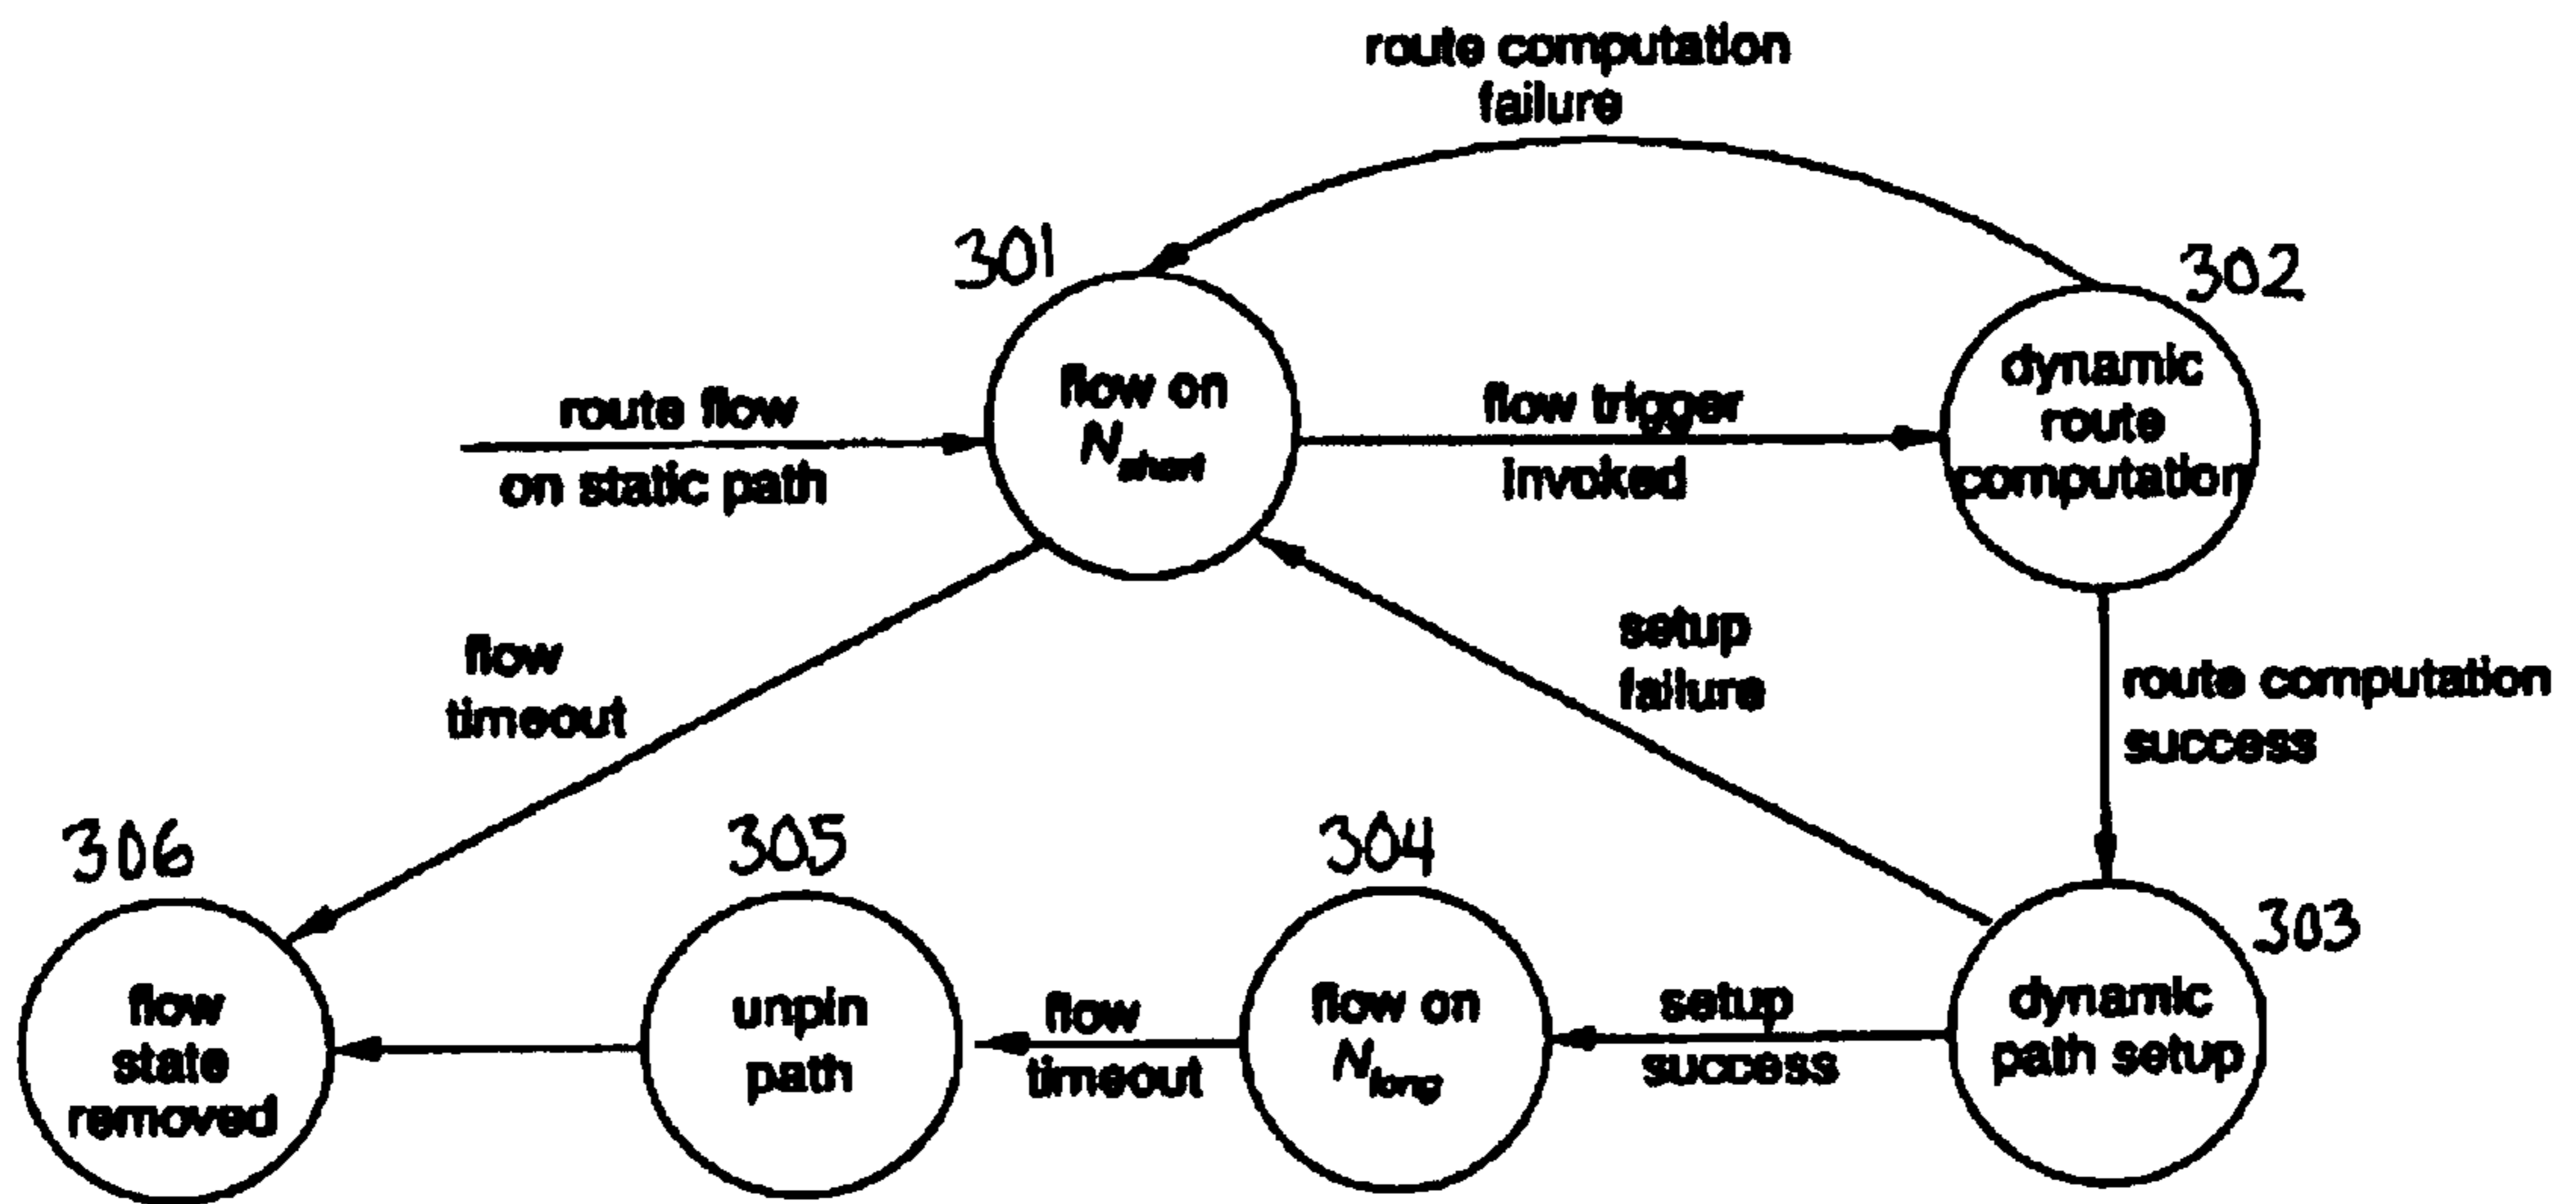 route computation
failure
301
302
flow on
N short
dynamic
route
computation
route flow
on static path
flow trigger
invoked
setup
failure
flow
timeout
route computation
success
306
305
304
303
flow
state
removed
unpin
path
flow
timeout
flow on
N long
setup
success
dynamic
path setup